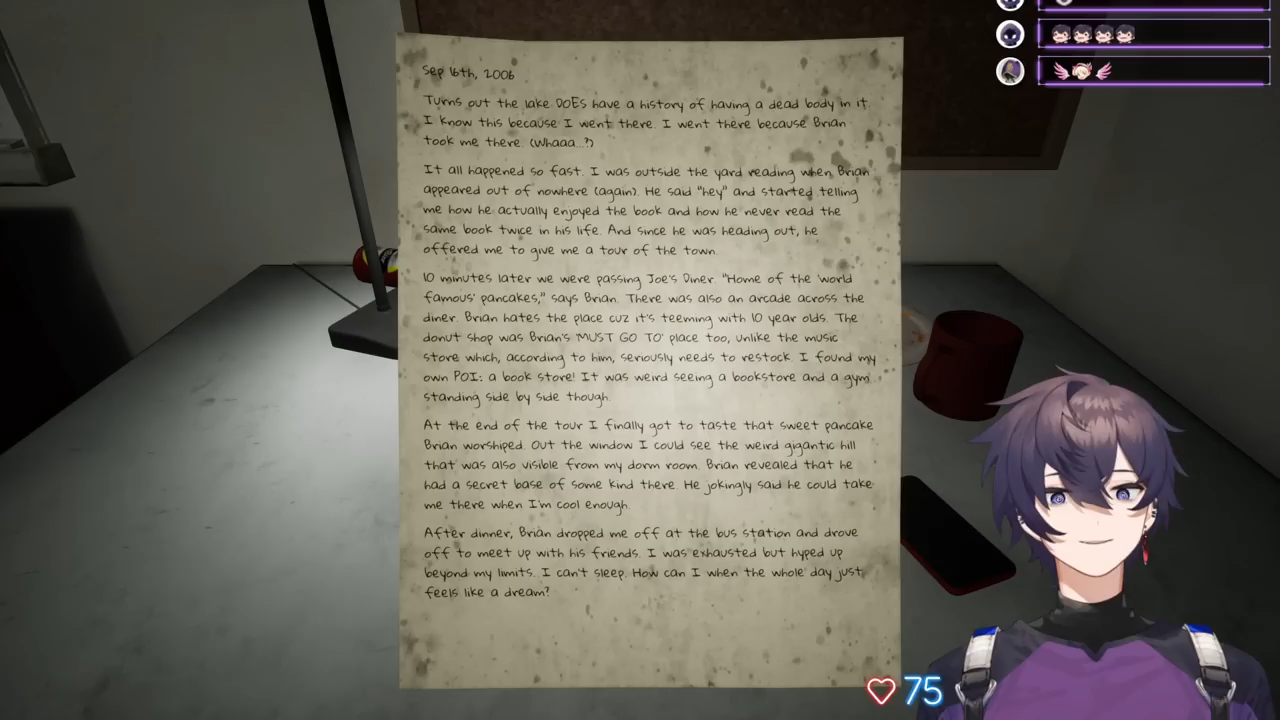 Sep 16th, 2006
Turns out the lake DOES have a history of having a dead body in it.
I know this because I went there. I went there because Brian
took me there. (Whaaa...?)
It all happened so fast. I was outside the yard reading when Brian
appeared out of nowhere (again). He said "hey" and started telling
me how he actually enjoyed the book and how he never read the
same book twice in his life. And since he was heading out, he
offered me to give me a tour of the town.
10 minutes later we were passing Joe's Diner. "Home of the 'world
famous' pancakes," says Brian. There was also an arcade across the
diner. Brian hates the place cuz it's teeming with 10 year olds. The
donut shop was Brian's 'MUST GO TO' place too, unlike the music
store which, according to him, seriously needs to restock. I found my
own POI: a book store! It was weird seeing a bookstore and a gym
standing side by side though.
At the end of the tour I finally got to taste that sweet pancake
Brian worshiped. Out the window I could see the weird gigantic hill
that was also visible from my dorm room. Brian revealed that he
had a secret base of some kind there. He jokingly said he could take
me there when I'm cool enough.
After dinner, Brian dropped me off at the bus station and drove
off to meet up with his friends. I was exhausted but hyped up
beyond my limits. I can't sleep. How can I when the whole day just
feels like a dream?
75